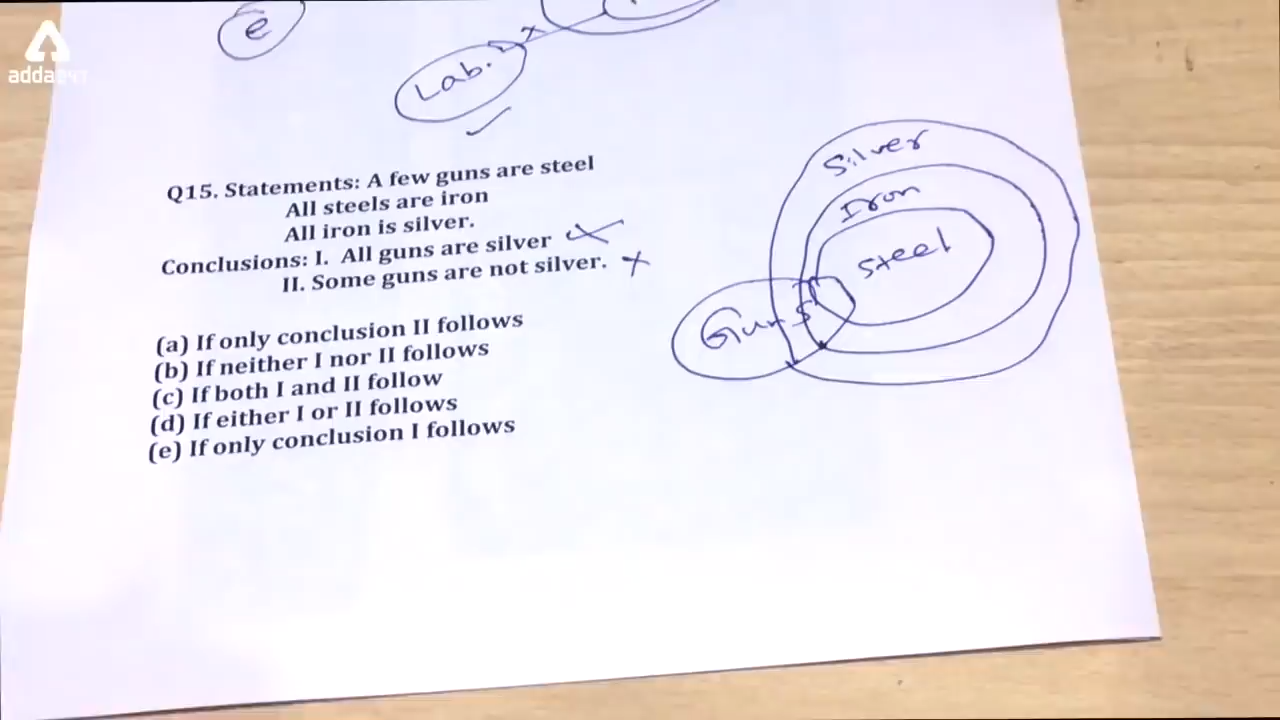 adda247
e
Lab.
Q15. Statements: A few guns are steel
All steels are iron
All iron is silver.
Conclusions: I. All guns are silver
II. Some guns are not silver.
(a) If only conclusion II follows
(b) If neither I nor II follows
(c) If both I and II follow
(d) If either I or II follows
(e) If only conclusion I follows
Silver
Iron
Steel
Guns